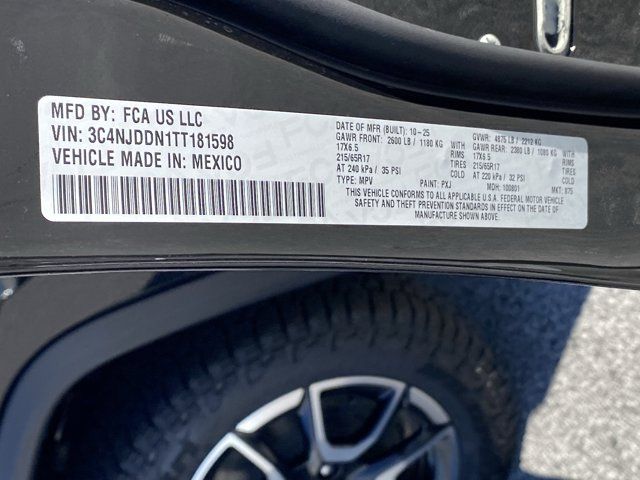 MFD BY: FCA US LLC
VIN: 3C4NJDDN1TT181598
VEHICLE MADE IN: MEXICO
DATE OF MFR (BUILT): 10-25 GVWR: 4875 LB / 2210 KG
GAWR FRONT: 2600 LB / 1180 KG GAWR REAR: 2380 LB / 1080 KG
17X6.5 RIMS 17X6.5 RIMS
215/65R17 TIRES 215/65R17 TIRES
AT 240 kPa / 35 PSI COLD AT 220 kPa / 32 PSI COLD
TYPE: MPV PAINT: PXJ MDH: 100801 MKT: 875
THIS VEHICLE CONFORMS TO ALL APPLICABLE U.S.A. FEDERAL MOTOR VEHICLE
SAFETY AND THEFT PREVENTION STANDARDS IN EFFECT ON THE DATE OF
MANUFACTURE SHOWN ABOVE.